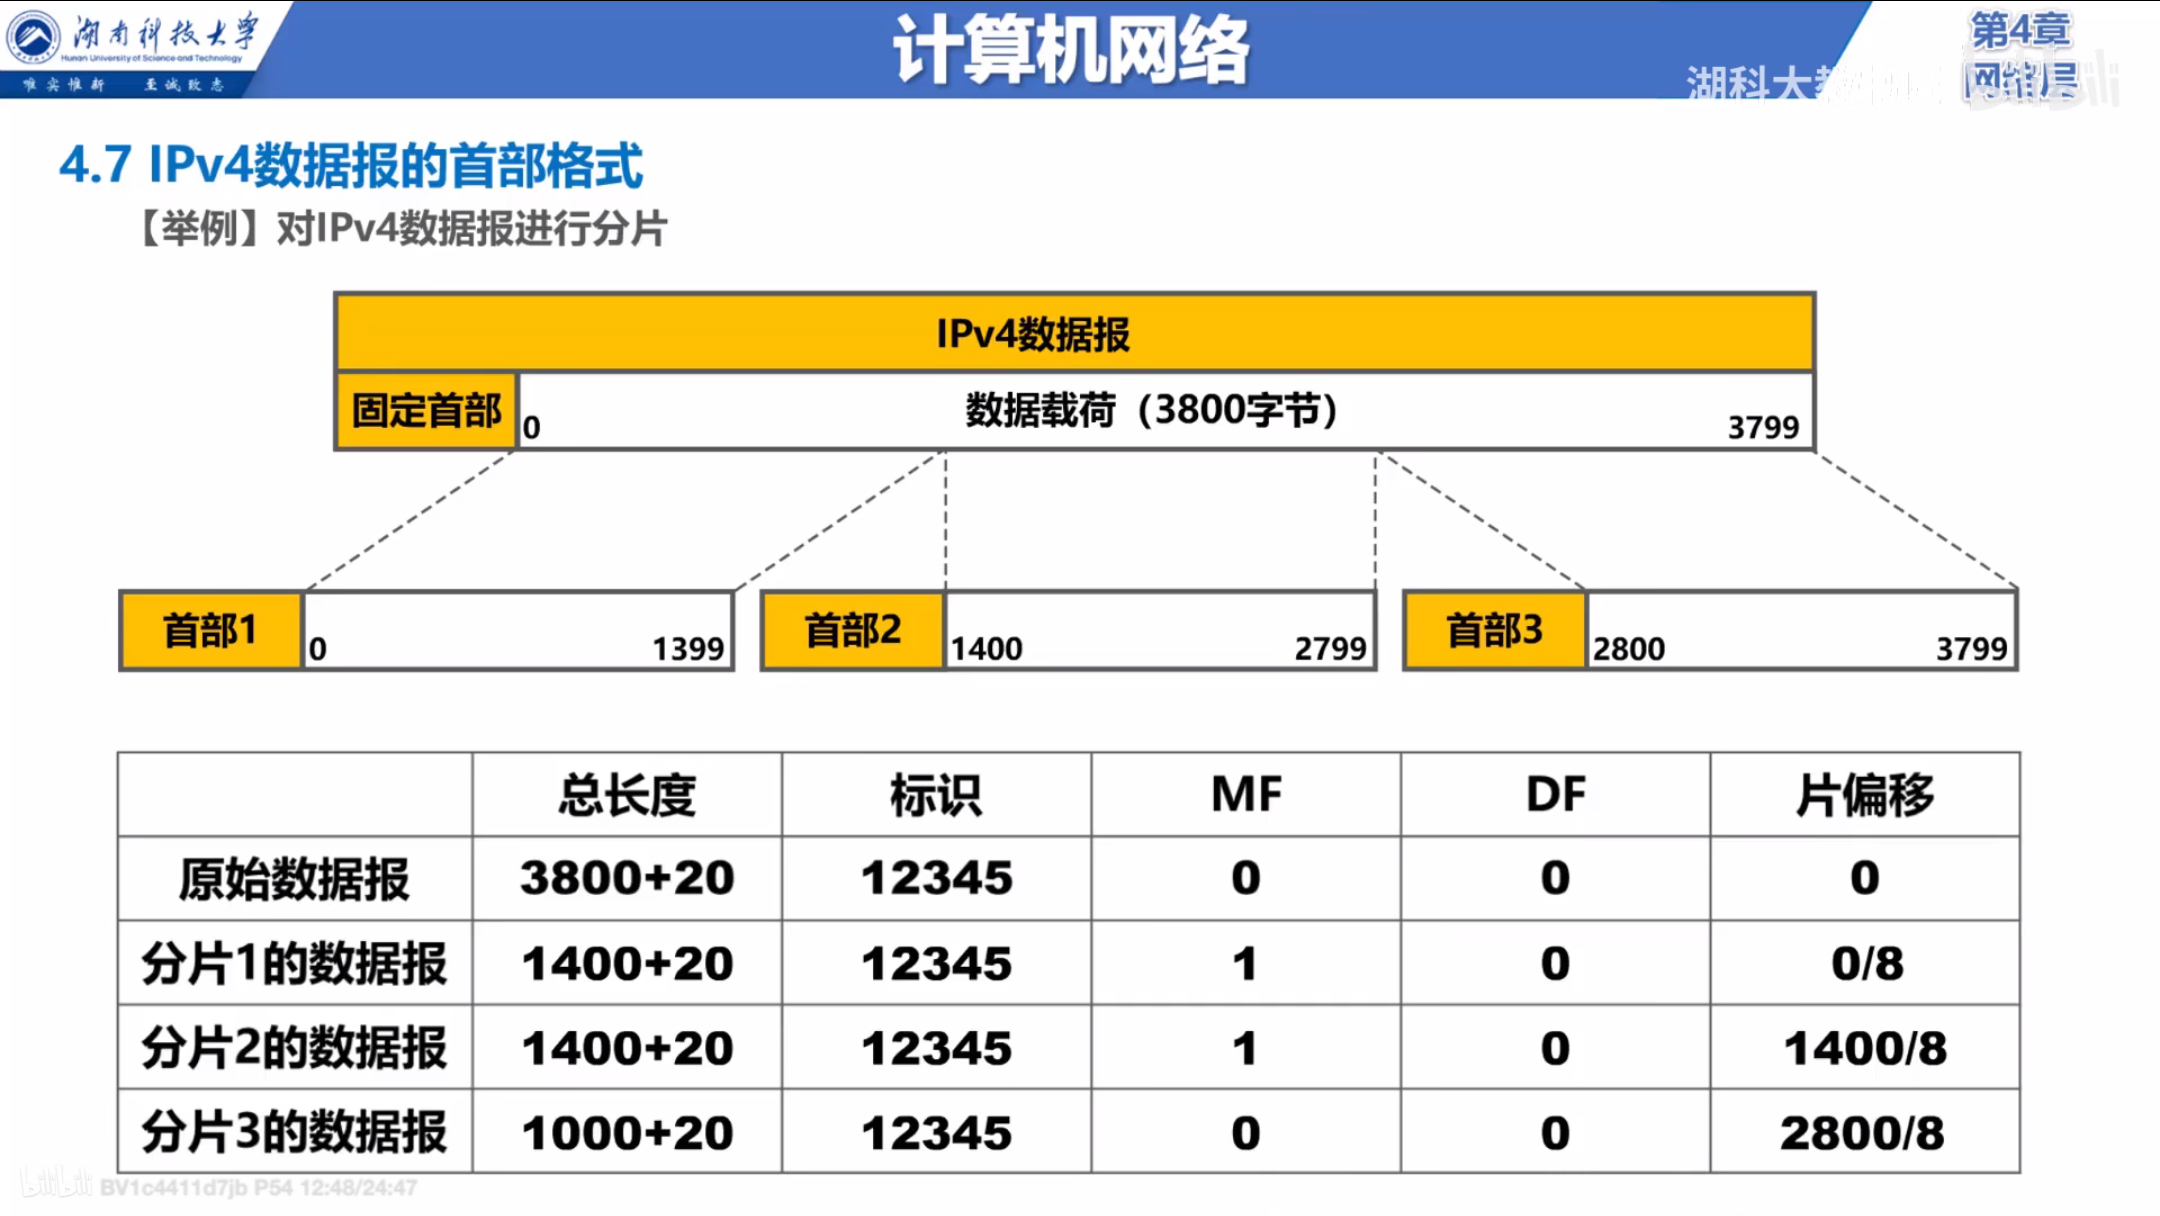 湖南科技大学
Hunan University of Science and Technology
唯实惟新 至诚致志
计算机网络
第4章
网络层
湖科大
bilibili
4.7 IPv4数据报的首部格式
【举例】对IPv4数据报进行分片
IPv4数据报
固定首部 0 数据载荷（3800字节） 3799
首部1 0 1399 首部2 1400 2799 首部3 2800 3799
总长度 标识 MF DF 片偏移
原始数据报 3800+20 12345 0 0 0
分片1的数据报 1400+20 12345 1 0 0/8
分片2的数据报 1400+20 12345 1 0 1400/8
分片3的数据报 1000+20 12345 0 0 2800/8
bilibili BV1c4411d7jb P54 12:48/24:47